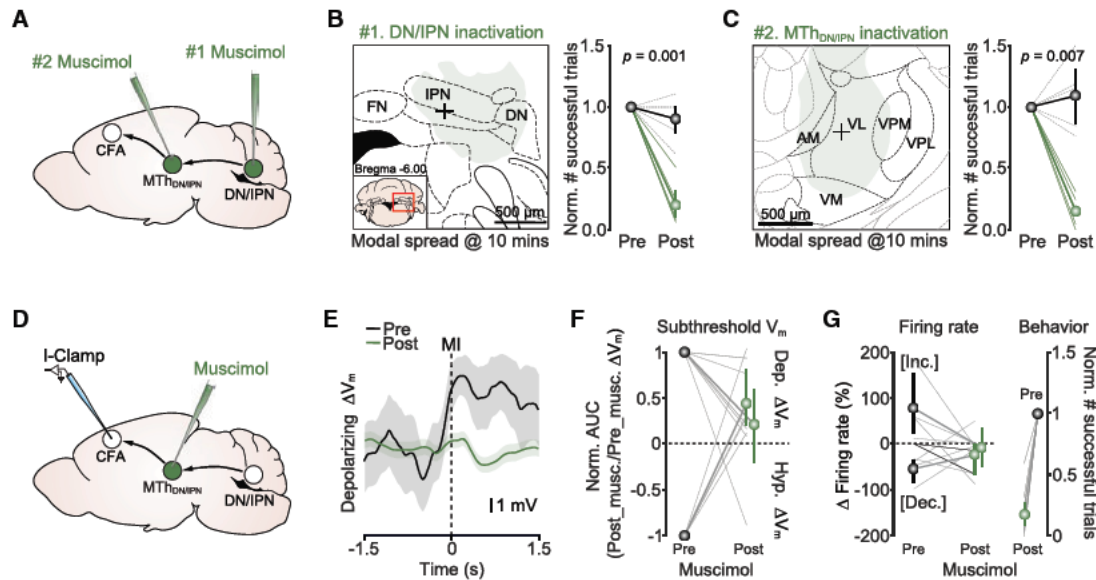 A
#2 Muscimol
#1 Muscimol
CFA
MTh_DN/IPN
DN/IPN
B
#1. DN/IPN inactivation
FN
IPN
DN
Bregma -6.00
500 µm
Modal spread @ 10 mins
Norm. # successful trials
1.5
1.0
0.5
0.0
p = 0.001
Pre
Post
C
#2. MTh_DN/IPN inactivation
AM
VL
VPM
VPL
VM
500 µm
Modal spread @ 10 mins
Norm. # successful trials
1.5
1.0
0.5
0.0
p = 0.007
Pre
Post
D
I-Clamp
Muscimol
CFA
MTh_DN/IPN
DN/IPN
E
Pre
Post
MI
Depolarizing ΔV_m
1 mV
-1.5
0
1.5
Time (s)
F
Subthreshold V_m
Norm. AUC
(Post_musc./Pre_musc. ΔV_m)
1
0.5
0
0.5
-1
Dep. ΔV_m
Hyp. ΔV_m
Pre
Post
Muscimol
G
Firing rate
Δ Firing rate (%)
200
100
0
-100
-200
[Inc.]
[Dec.]
Pre
Post
Muscimol
Behavior
Pre
Post
1.5
1
0.5
0
Norm. # successful trials